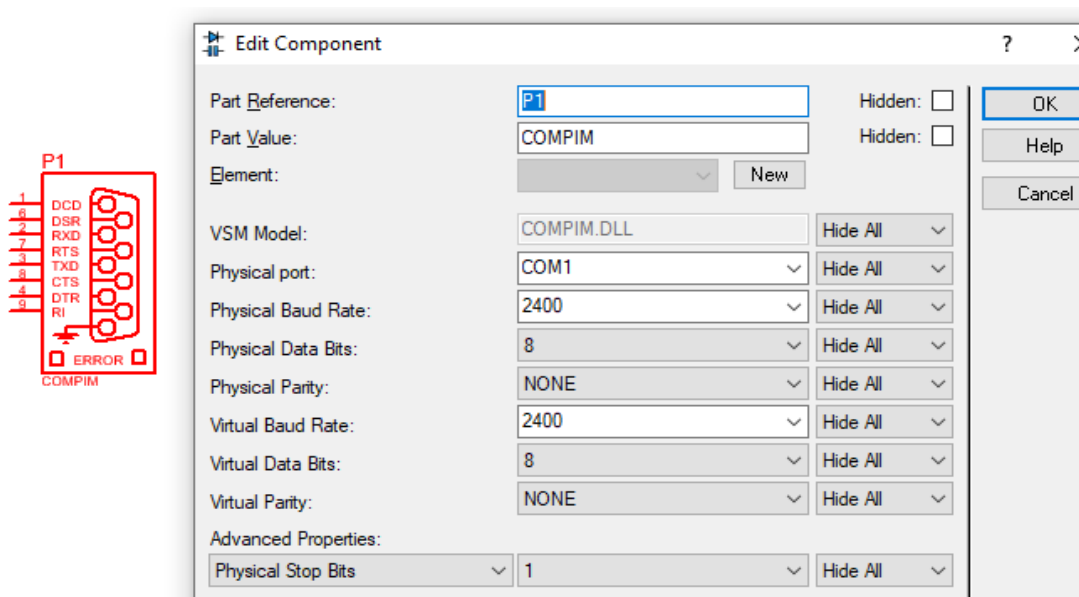 Edit Component
?
Part Reference: P1 Hidden: OK
Part Value: COMPIM Hidden: Help
Element: New
Cancel
VSM Model: COMPIM.DLL Hide All
Physical port: COM1 Hide All
Physical Baud Rate: 2400 Hide All
Physical Data Bits: 8 Hide All
Physical Parity: NONE Hide All
Virtual Baud Rate: 2400 Hide All
Virtual Data Bits: 8 Hide All
Virtual Parity: NONE Hide All
Advanced Properties:
Physical Stop Bits 1 Hide All
P1
1 DCD
6 DSR
2 RXD
7 RTS
3 TXD
8 CTS
4 DTR
9 RI
ERROR
COMPIM